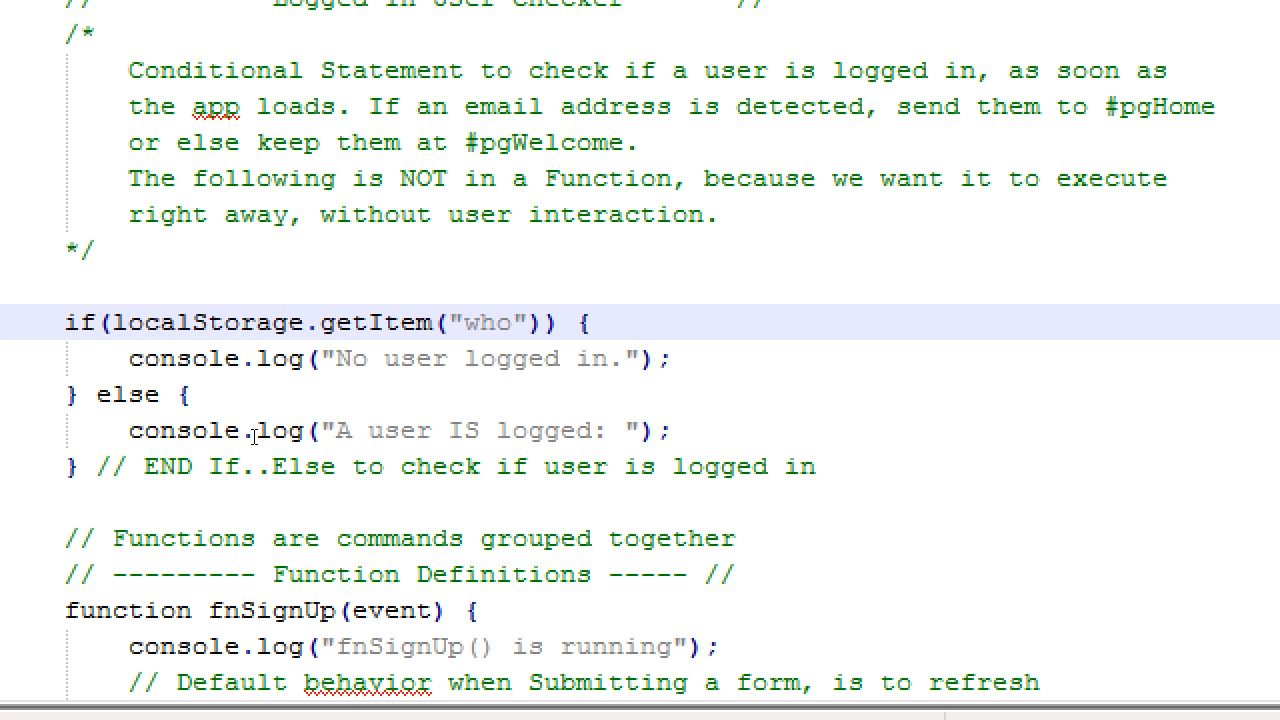 // Logged in User Checker //
/*
Conditional Statement to check if a user is logged in, as soon as
the app loads. If an email address is detected, send them to #pgHome
or else keep them at #pgWelcome.
The following is NOT in a Function, because we want it to execute
right away, without user interaction.
*/
if(localStorage.getItem("who")) {
console.log("No user logged in.");
} else {
console.log("A user IS logged: ");
} // END If..Else to check if user is logged in
// Functions are commands grouped together
// --------- Function Definitions ----- //
function fnSignUp(event) {
console.log("fnSignUp() is running");
// Default behavior when Submitting a form, is to refresh